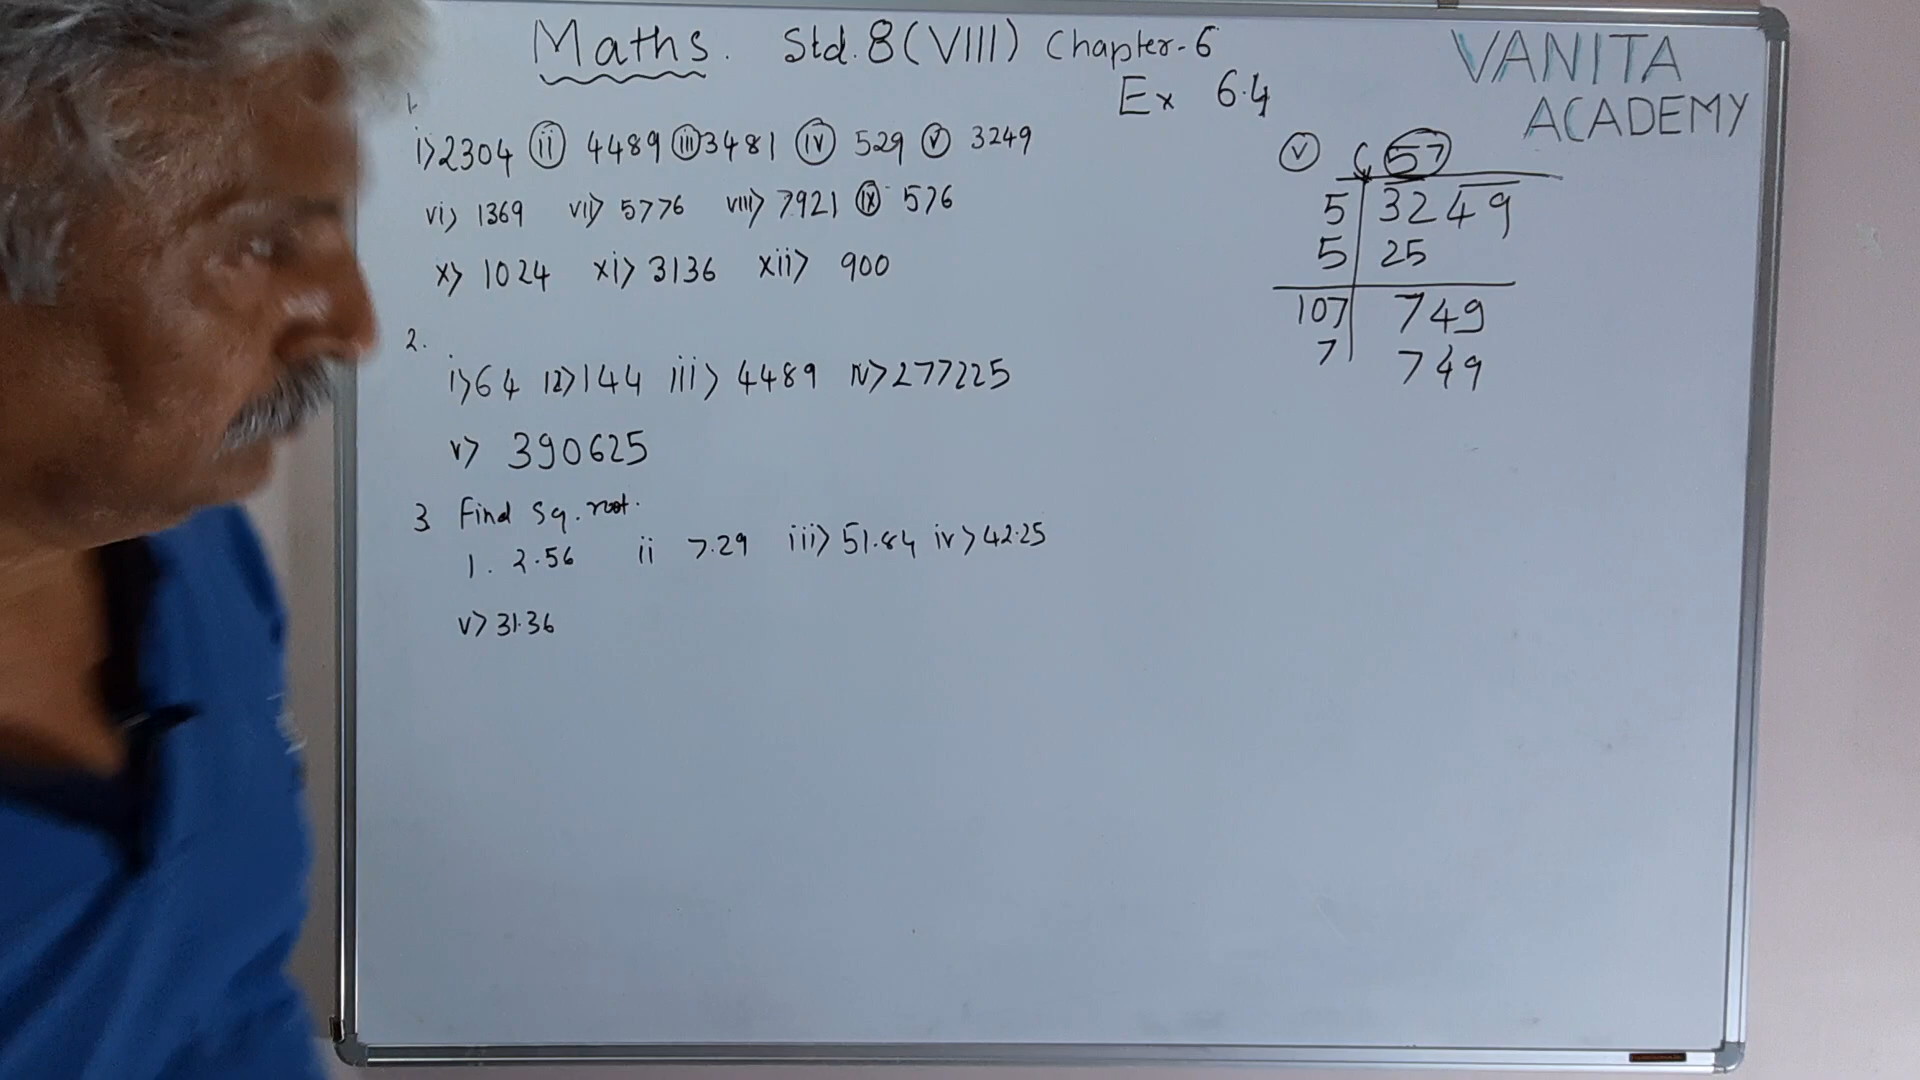 Maths. Std. 8 (VIII) Chapter-6
Ex 6.4
VANITA
ACADEMY
1.
i> 2304 (ii) 4489 (iii) 3481 (iv) 529 (v) 3249
vi> 1369 vii> 5776 viii> 7921 (ix) 576
x> 1024 xi> 3136 xii> 900
2.
i> 64 12> 144 iii> 4489 iv> 277225
v> 390625
3 Find sq. root.
1. 2.56 ii 7.29 iii> 51.84 iv> 42.25
v> 31.36
(v) 57
5 3249
5 25
107 749
7 749